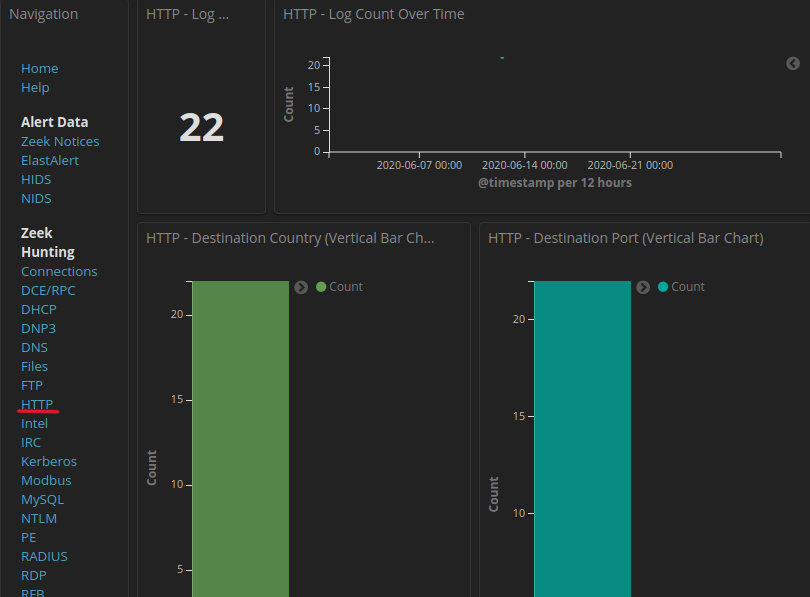 Navigation
Home
Help
Alert Data
Zeek Notices
ElastAlert
HIDS
NIDS
Zeek
Hunting
Connections
DCE/RPC
DHCP
DNP3
DNS
Files
FTP
HTTP
Intel
IRC
Kerberos
Modbus
MySQL
NTLM
PE
RADIUS
RDP
RFB
HTTP - Log ...
22
HTTP - Log Count Over Time
Count
20
15
10
5
0
2020-06-07 00:00
2020-06-14 00:00
2020-06-21 00:00
@timestamp per 12 hours
HTTP - Destination Country (Vertical Bar Ch...
Count
Count
20
15
10
5
HTTP - Destination Port (Vertical Bar Chart)
Count
Count
20
15
10